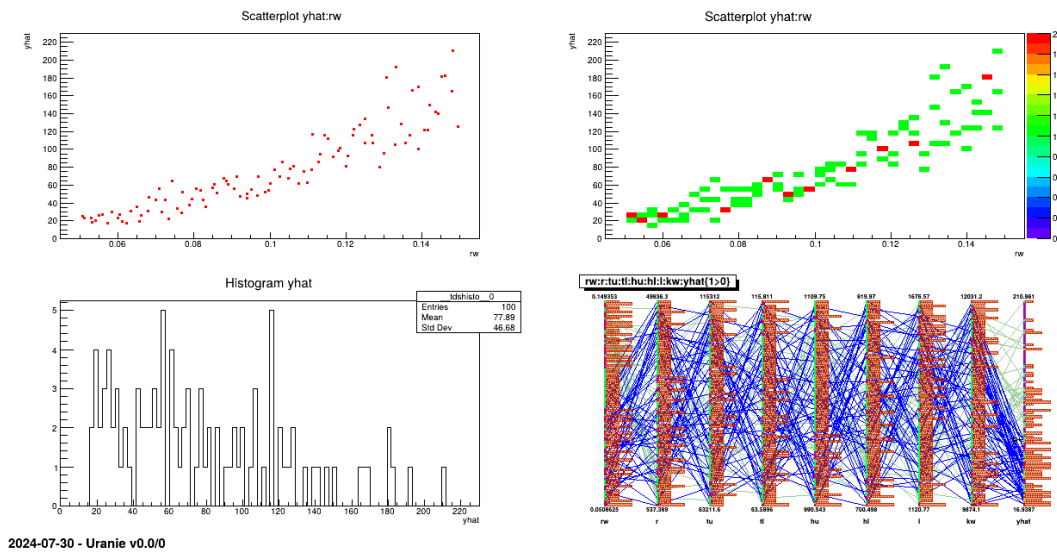 Scatterplot yhat:rw
yhat
220
200
180
160
140
120
100
80
60
40
20
0
0.06
0.08
0.1
0.12
0.14
rw
Scatterplot yhat:rw
yhat
220
200
180
160
140
120
100
80
60
40
20
0
0.06
0.08
0.1
0.12
0.14
rw
Histogram yhat
tdshisto__0
Entries 100
Mean 77.89
Std Dev 46.68
5
4
3
2
1
0
0 20 40 60 80 100 120 140 160 180 200 220
yhat
rw:r:tu:tl:hu:hl:l:kw:yhat{1>0}
0.149353 49836.3 115312 115.811 1109.75 819.97 1676.57 12031.2 210.961
0.0508625 537.389 63211.6 63.5896 990.543 700.498 1120.77 9874.1 16.9387
rw r tu tl hu hl l kw yhat
2024-07-30 - Uranie v0.0/0